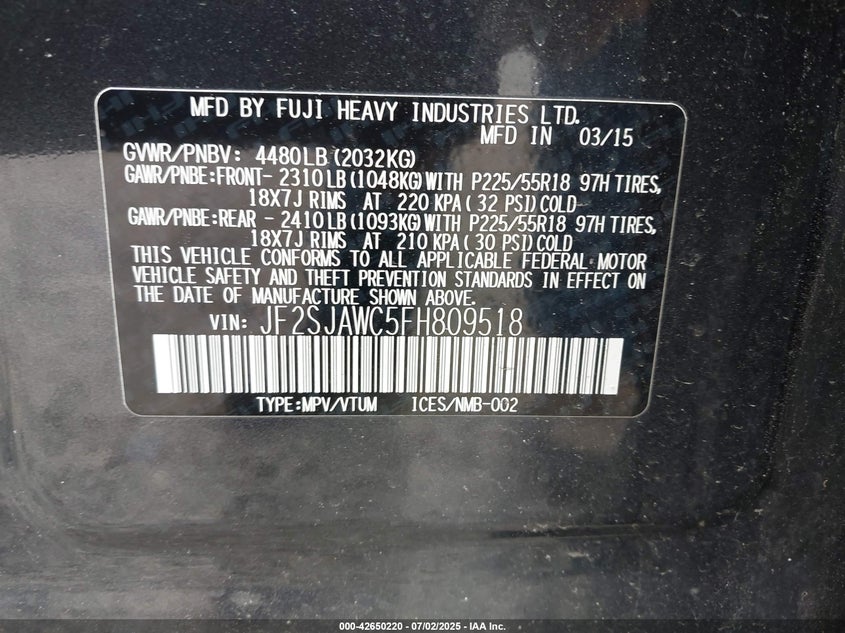 MFD BY FUJI HEAVY INDUSTRIES LTD.
MFD IN 03/15
GVWR/PNBV: 4480LB (2032KG)
GAWR/PNBE:FRONT- 2310LB(1048KG)WITH P225/55R18 97H TIRES,
18X7J RIMS AT 220 KPA(32 PSI)COLD
GAWR/PNBE:REAR - 2410LB(1093KG)WITH P225/55R18 97H TIRES,
18X7J RIMS AT 210 KPA(30 PSI)COLD
THIS VEHICLE CONFORMS TO ALL APPLICABLE FEDERAL MOTOR
VEHICLE SAFETY AND THEFT PREVENTION STANDARDS IN EFFECT ON
THE DATE OF MANUFACTURE SHOWN ABOVE.
VIN: JF2SJAWC5FH809518
TYPE:MPV/VTUM ICES/NMB-002
000-42650220 - 07/02/2025 - IAA Inc.